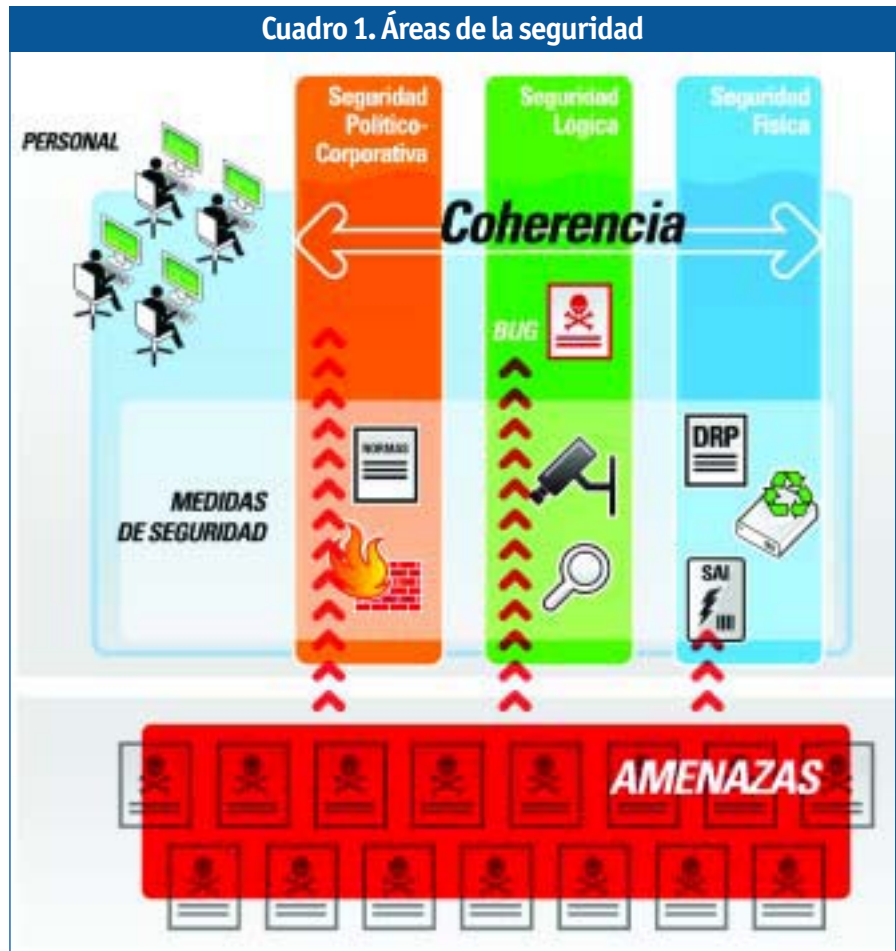 Cuadro 1. Áreas de la seguridad
PERSONAL
Seguridad
Político-
Corporativa
Seguridad
Lógica
Seguridad
Física
Coherencia
BUG
MEDIDAS
DE SEGURIDAD
NORMAS
DRP
SAI
AMENAZAS